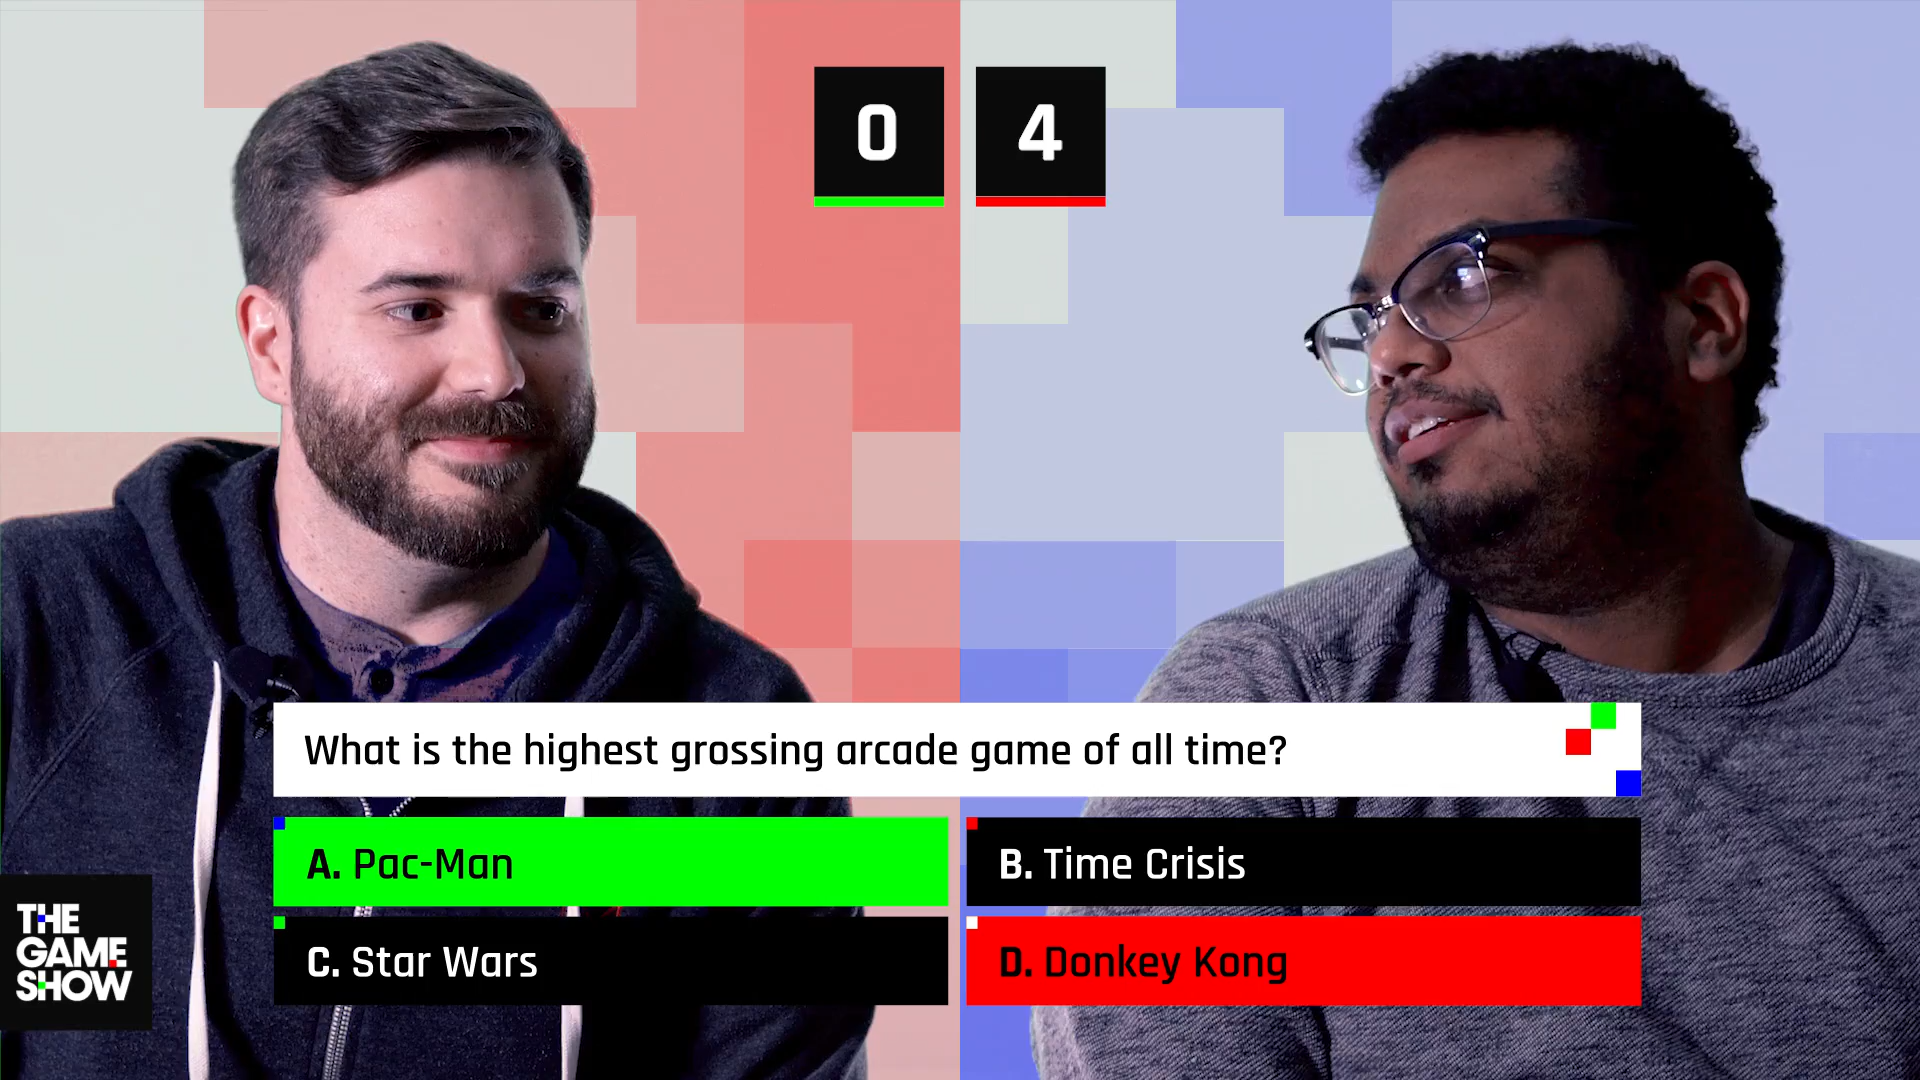 0 4
What is the highest grossing arcade game of all time?
A. Pac-Man
B. Time Crisis
C. Star Wars
D. Donkey Kong
THE
GAME
SHOW